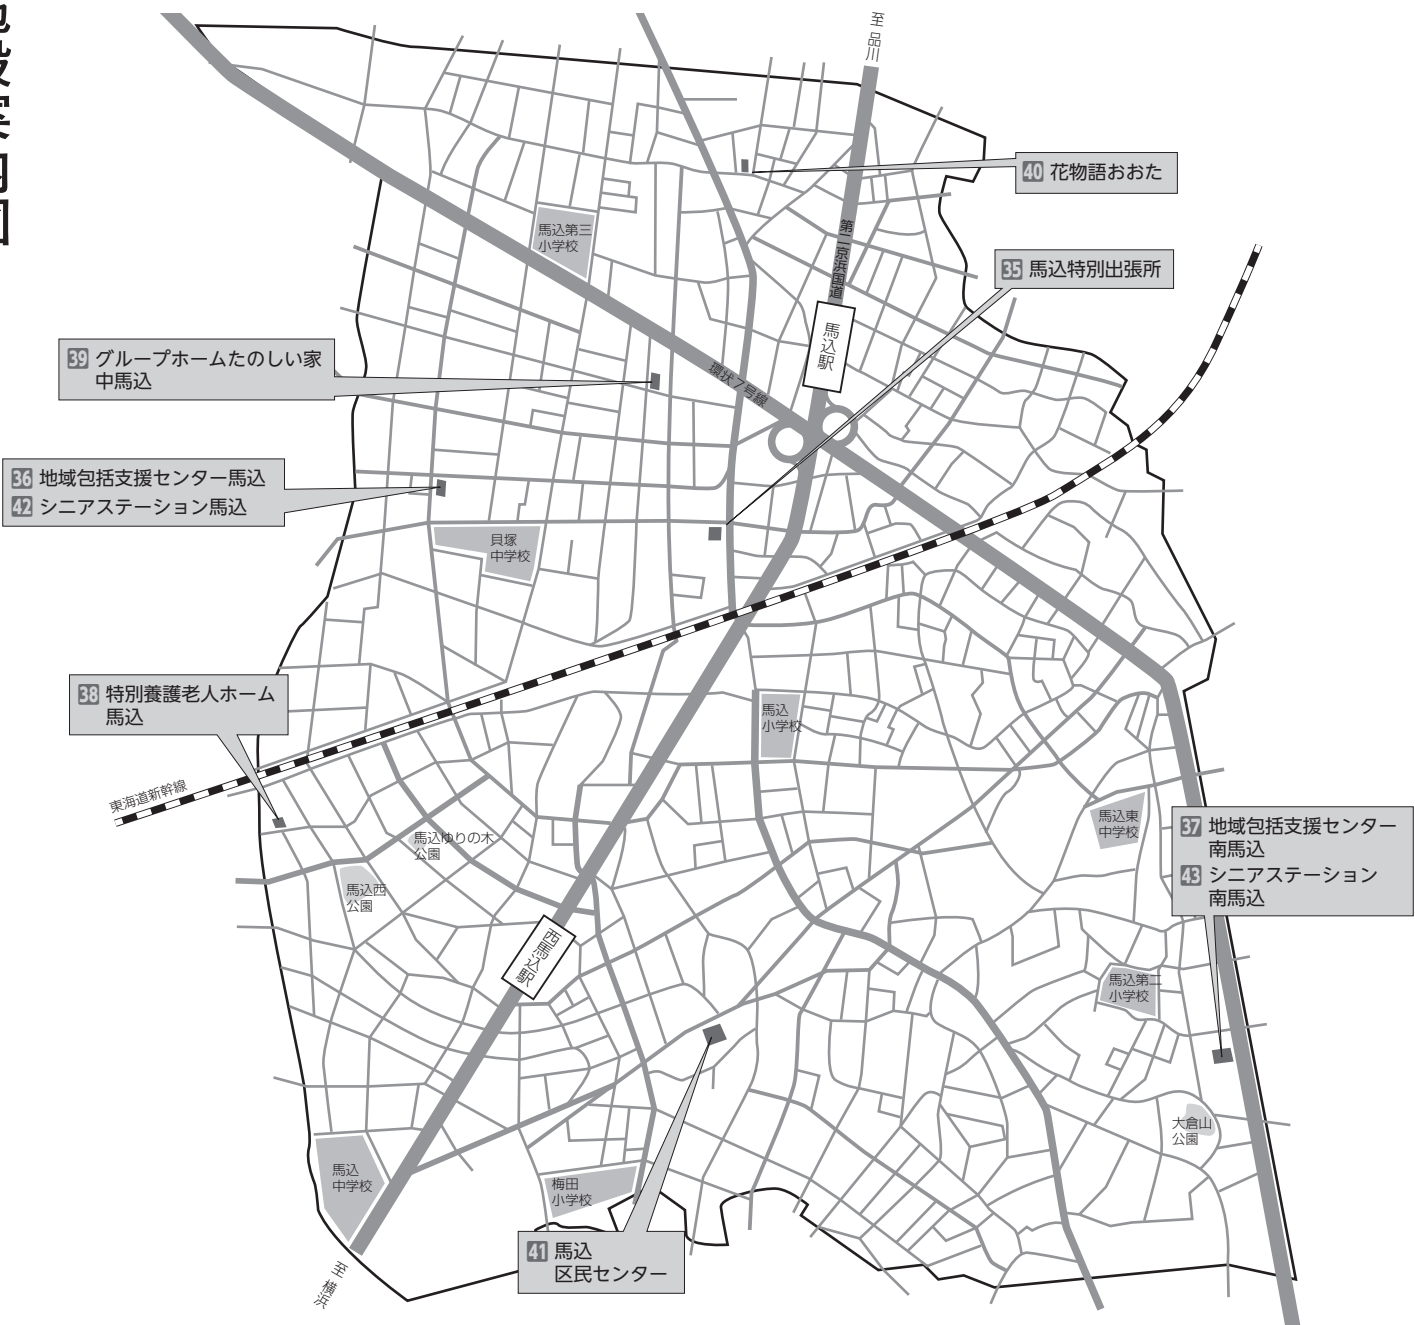 至 品川
40 花物語おおた
馬込第三
小学校
第二京浜国道
35 馬込特別出張所
馬込駅
39 グループホームたのしい家
中馬込
環状7号線
36 地域包括支援センター馬込
42 シニアステーション馬込
貝塚
中学校
38 特別養護老人ホーム
馬込
馬込
小学校
東海道新幹線
馬込ゆりの木
公園
馬込東
中学校
37 地域包括支援センター
南馬込
43 シニアステーション
南馬込
馬込西
公園
西馬込駅
馬込第二
小学校
大倉山
公園
馬込
中学校
梅田
小学校
41 馬込
区民センター
至 横浜